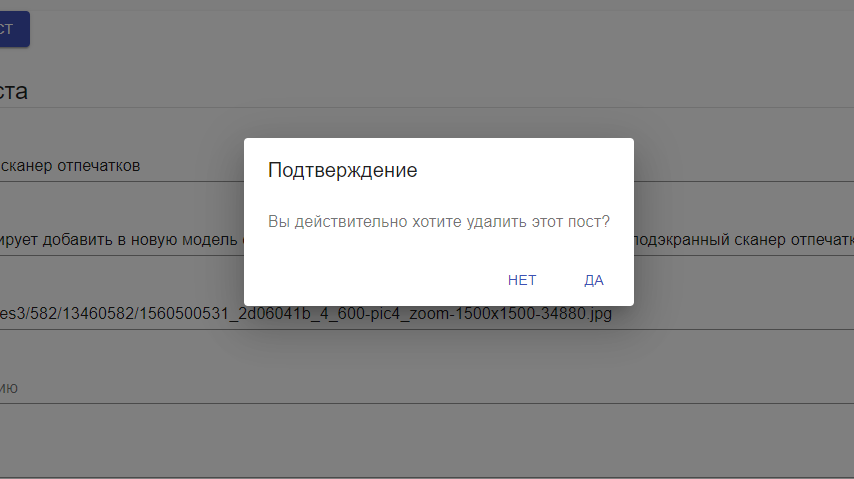 СТ
ста
сканер отпечатков
Подтверждение
Вы действительно хотите удалить этот пост?
ирует добавить в новую модель
подэкранный сканер отпечатк
НЕТ
ДА
es3/582/13460582/1560500531_2d06041b_4_600-pic4_zoom-1500x1500-34880.jpg
ию